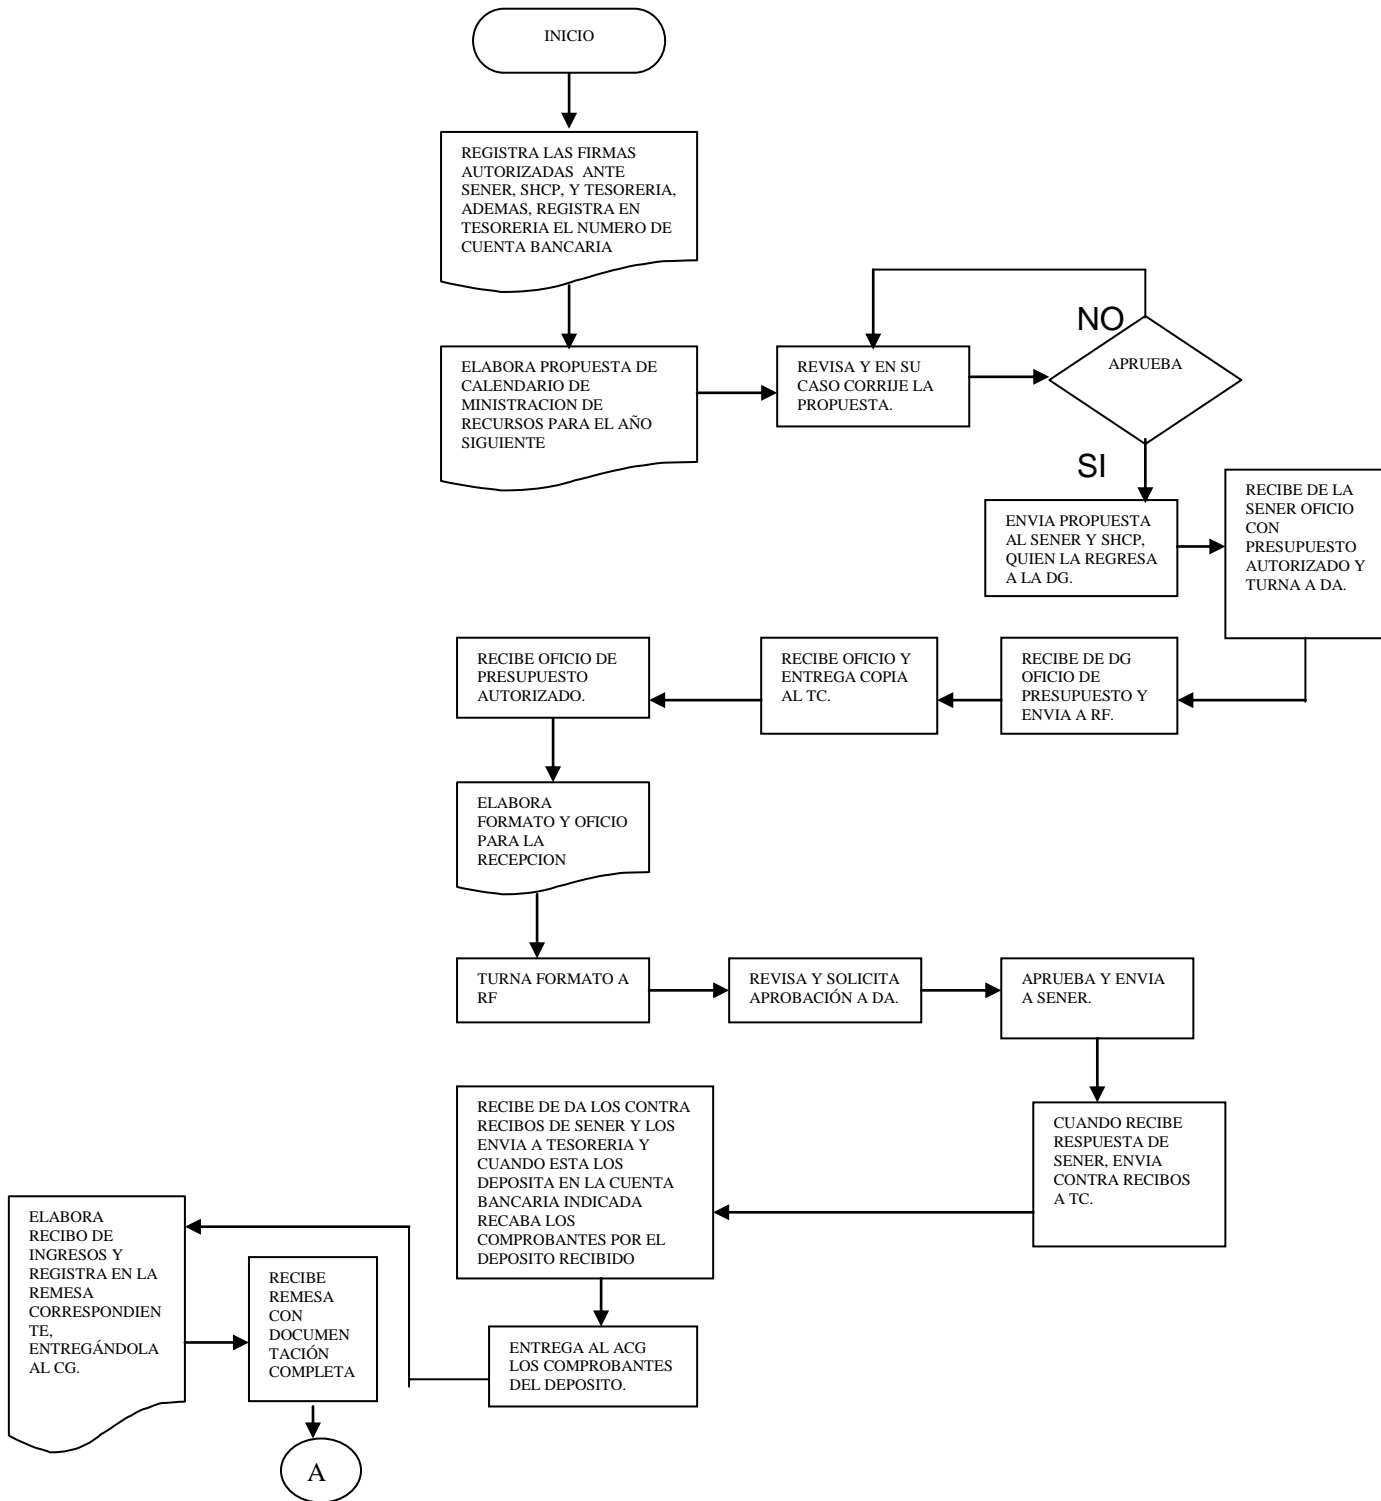 INICIO
REGISTRA LAS FIRMAS
AUTORIZADAS ANTE
SENER, SHCP, Y TESORERIA,
ADEMAS, REGISTRA EN
TESORERIA EL NUMERO DE
CUENTA BANCARIA
ELABORA PROPUESTA DE
CALENDARIO DE
MINISTRACION DE
RECURSOS PARA EL AÑO
SIGUIENTE
REVISA Y EN SU
CASO CORRIJE LA
PROPUESTA.
NO
APRUEBA
SI
ENVIA PROPUESTA
AL SENER Y SHCP,
QUIEN LA REGRESA
A LA DG.
RECIBE DE LA
SENER OFICIO
CON
PRESUPUESTO
AUTORIZADO Y
TURNA A DA.
RECIBE DE DG
OFICIO DE
PRESUPUESTO Y
ENVIA A RF.
RECIBE OFICIO Y
ENTREGA COPIA
AL TC.
RECIBE OFICIO DE
PRESUPUESTO
AUTORIZADO.
ELABORA
FORMATO Y OFICIO
PARA LA
RECEPCION
TURNA FORMATO A
RF
REVISA Y SOLICITA
APROBACIÓN A DA.
APRUEBA Y ENVIA
A SENER.
CUANDO RECIBE
RESPUESTA DE
SENER, ENVIA
CONTRA RECIBOS
A TC.
RECIBE DE DA LOS CONTRA
RECIBOS DE SENER Y LOS
ENVIA A TESORERIA Y
CUANDO ESTA LOS
DEPOSITA EN LA CUENTA
BANCARIA INDICADA
RECABA LOS
COMPROBANTES POR EL
DEPOSITO RECIBIDO
ENTREGA AL ACG
LOS COMPROBANTES
DEL DEPOSITO.
ELABORA
RECIBO DE
INGRESOS Y
REGISTRA EN LA
REMESA
CORRESPONDIEN
TE,
ENTREGÁNDOLA
AL CG.
RECIBE
REMESA
CON
DOCUMEN
TACIÓN
COMPLETA
A